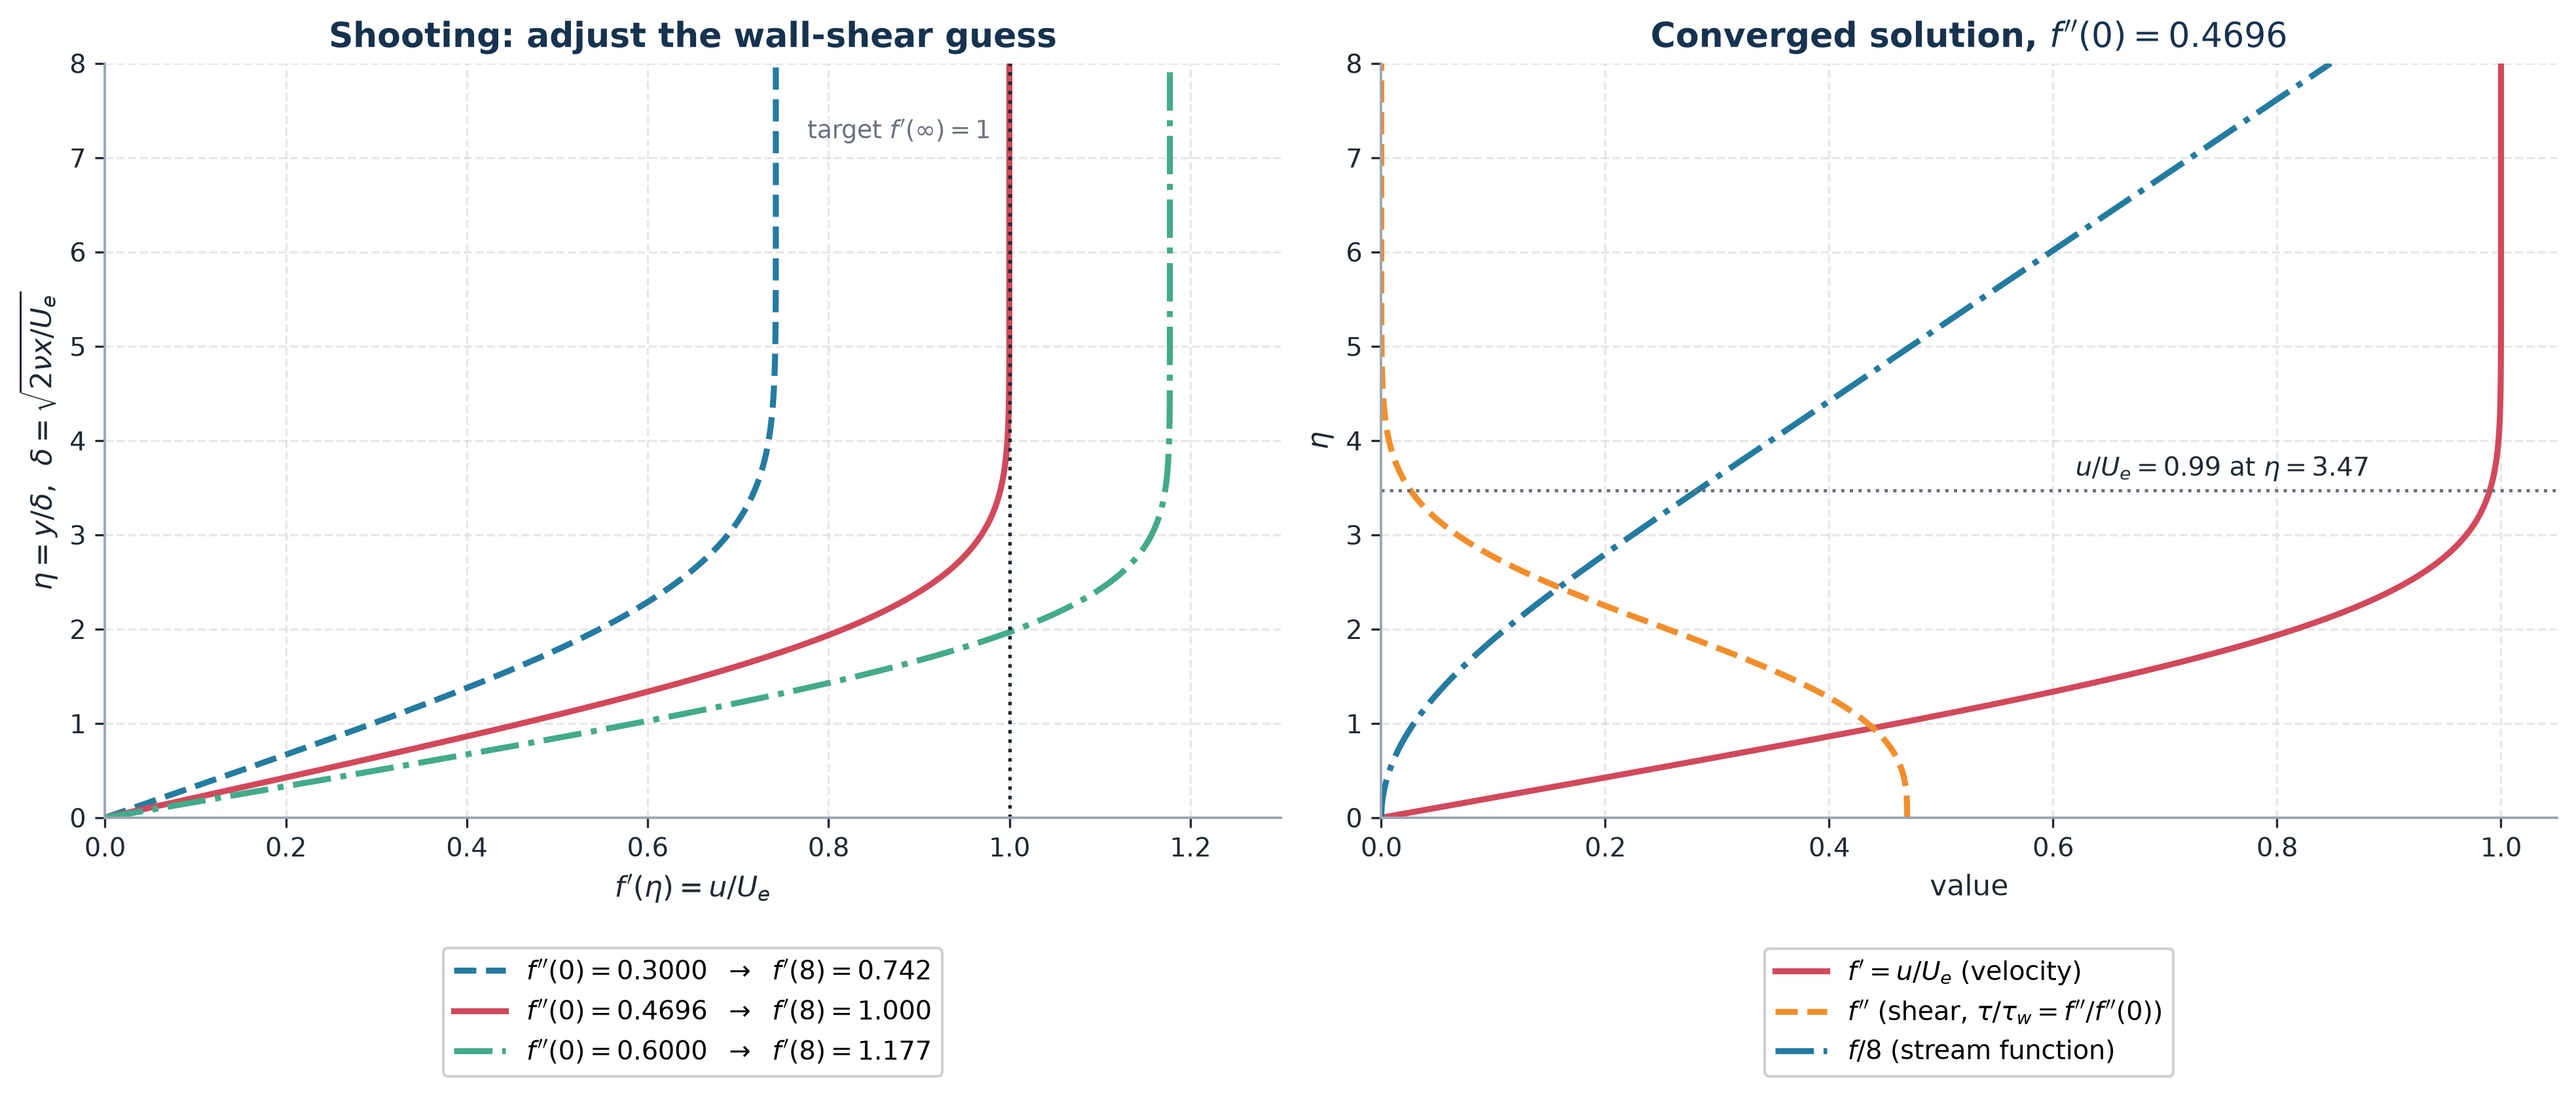 Shooting: adjust the wall-shear guess
8
7
6
5
4
3
2
1
0
η = y/δ, δ = √(2νx/U_e)
target f′(∞) = 1
0.0 0.2 0.4 0.6 0.8 1.0 1.2
f′(η) = u/U_e
f″(0) = 0.3000 → f′(8) = 0.742
f″(0) = 0.4696 → f′(8) = 1.000
f″(0) = 0.6000 → f′(8) = 1.177
Converged solution, f″(0) = 0.4696
8
7
6
5
4
3
2
1
0
η
u/U_e = 0.99 at η = 3.47
0.0 0.2 0.4 0.6 0.8 1.0
value
f′ = u/U_e (velocity)
f″ (shear, τ/τ_w = f″/f″(0))
f/8 (stream function)